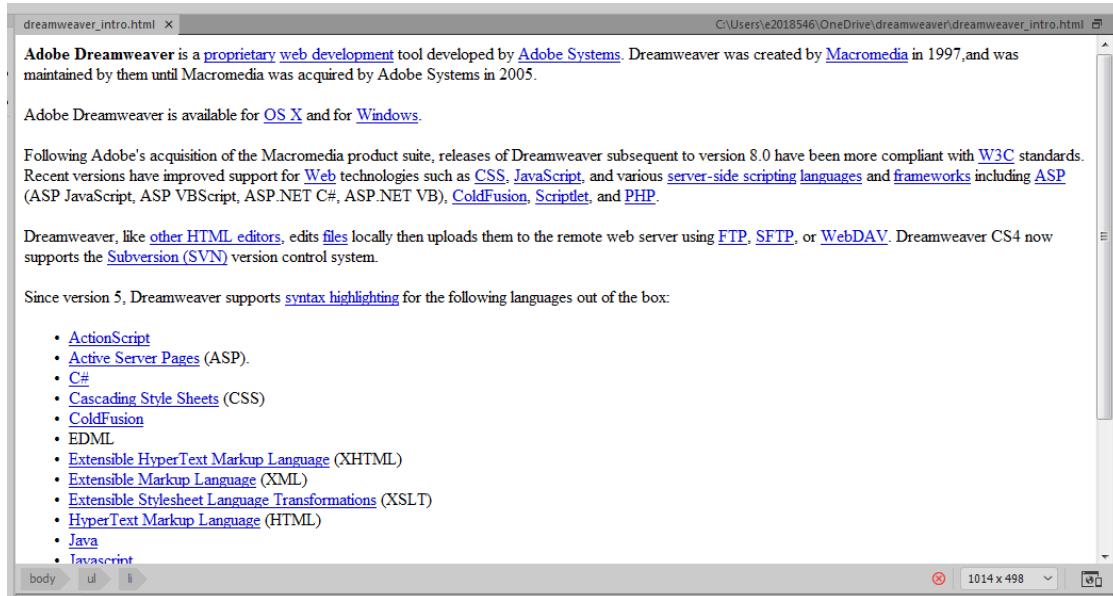 dreamweaver_intro.html ×
C:\Users\e2018546\OneDrive\dreamweaver\dreamweaver_intro.html
Adobe Dreamweaver is a proprietary web development tool developed by Adobe Systems. Dreamweaver was created by Macromedia in 1997,and was
maintained by them until Macromedia was acquired by Adobe Systems in 2005.
Adobe Dreamweaver is available for OS X and for Windows.
Following Adobe's acquisition of the Macromedia product suite, releases of Dreamweaver subsequent to version 8.0 have been more compliant with W3C standards.
Recent versions have improved support for Web technologies such as CSS, JavaScript, and various server-side scripting languages and frameworks including ASP
(ASP JavaScript, ASP VBScript, ASP.NET C#, ASP.NET VB), ColdFusion, Scriptlet, and PHP.
Dreamweaver, like other HTML editors, edits files locally then uploads them to the remote web server using FTP, SFTP, or WebDAV. Dreamweaver CS4 now
supports the Subversion (SVN) version control system.
Since version 5, Dreamweaver supports syntax highlighting for the following languages out of the box:
• ActionScript
• Active Server Pages (ASP).
• C#
• Cascading Style Sheets (CSS)
• ColdFusion
• EDML
• Extensible HyperText Markup Language (XHTML)
• Extensible Markup Language (XML)
• Extensible Stylesheet Language Transformations (XSLT)
• HyperText Markup Language (HTML)
• Java
• Javascript
body ul li
1014 x 498